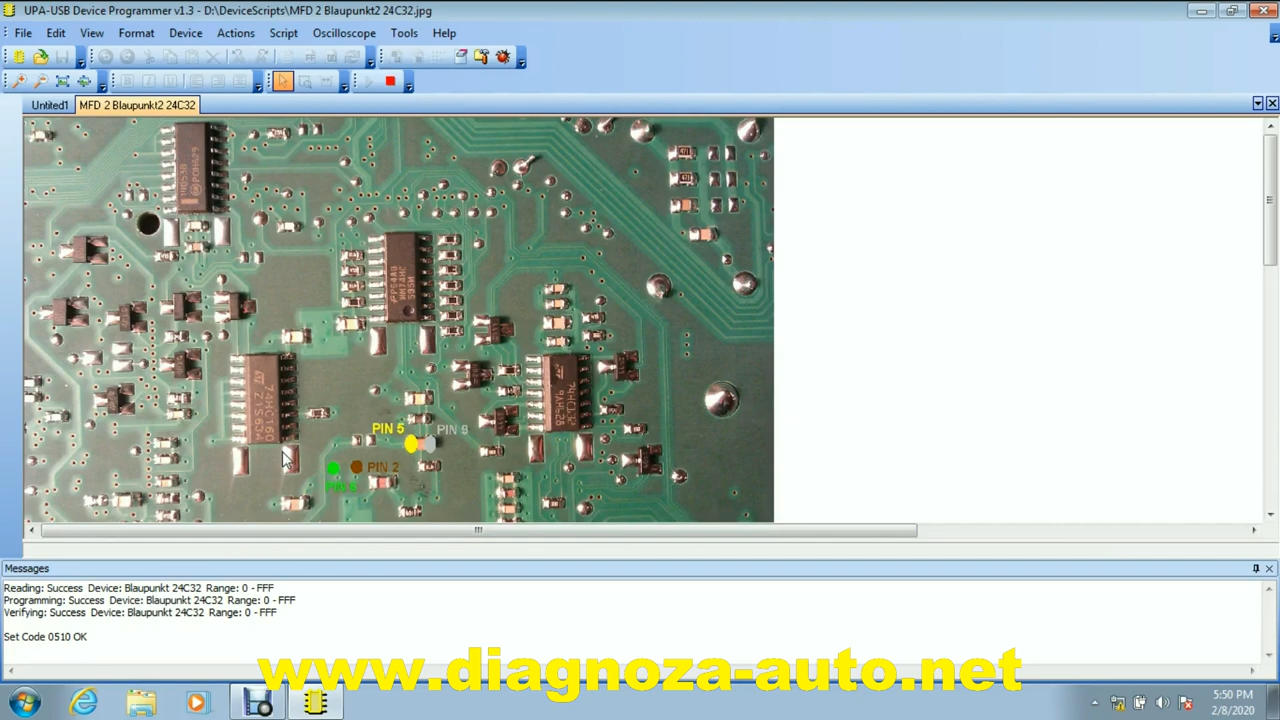 UPA-USB Device Programmer v1.3 - D:\DeviceScripts\MFD 2 Blaupunkt2 24C32.jpg
File Edit View Format Device Actions Script Oscilloscope Tools Help
Untited1 MFD 2 Blaupunkt2 24C32
74HC160
PIN 5 PIN 9
PIN 2
Messages
Reading: Success Device: Blaupunkt 24C32 Range: 0 - FFF
Programming: Success Device: Blaupunkt 24C32 Range: 0 - FFF
Verifying: Success Device: Blaupunkt 24C32 Range: 0 - FFF
Set Code 0510 OK
www.diagnoza-auto.net
5:50 PM
2/8/2020